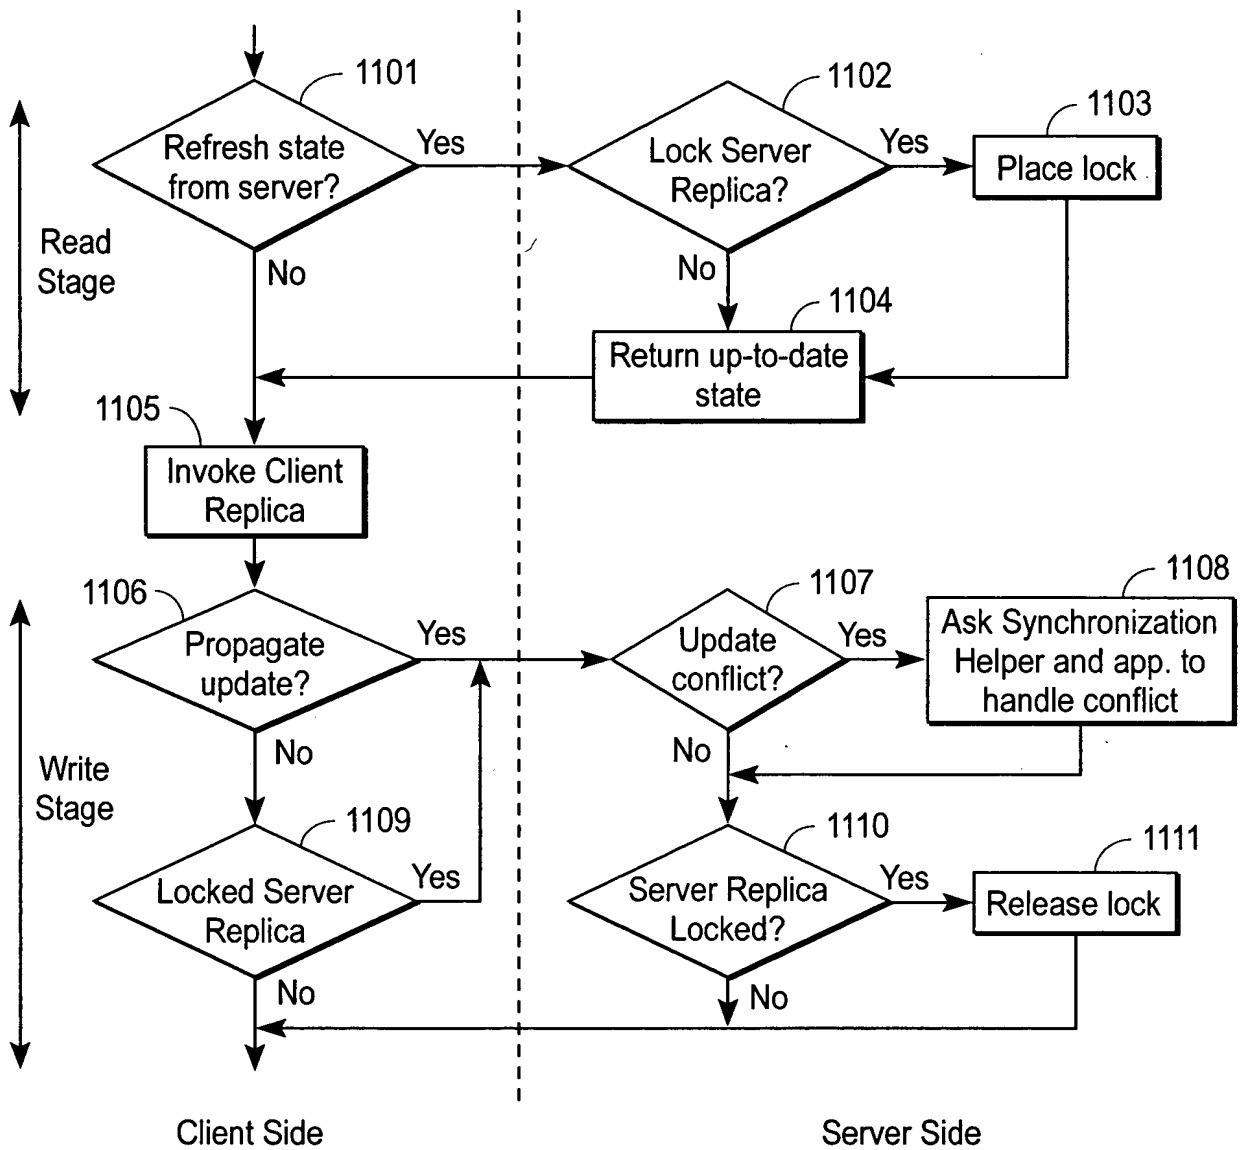 1101
Refresh state
from server?
Yes
No
1102
Lock Server
Replica?
Yes
No
1103
Place lock
Read
Stage
1104
Return up-to-date
state
1105
Invoke Client
Replica
1106
Propagate
update?
Yes
No
1107
Update
conflict?
Yes
No
1108
Ask Synchronization
Helper and app. to
handle conflict
Write
Stage
1109
Locked Server
Replica
Yes
No
1110
Server Replica
Locked?
Yes
No
1111
Release lock
Client Side
Server Side